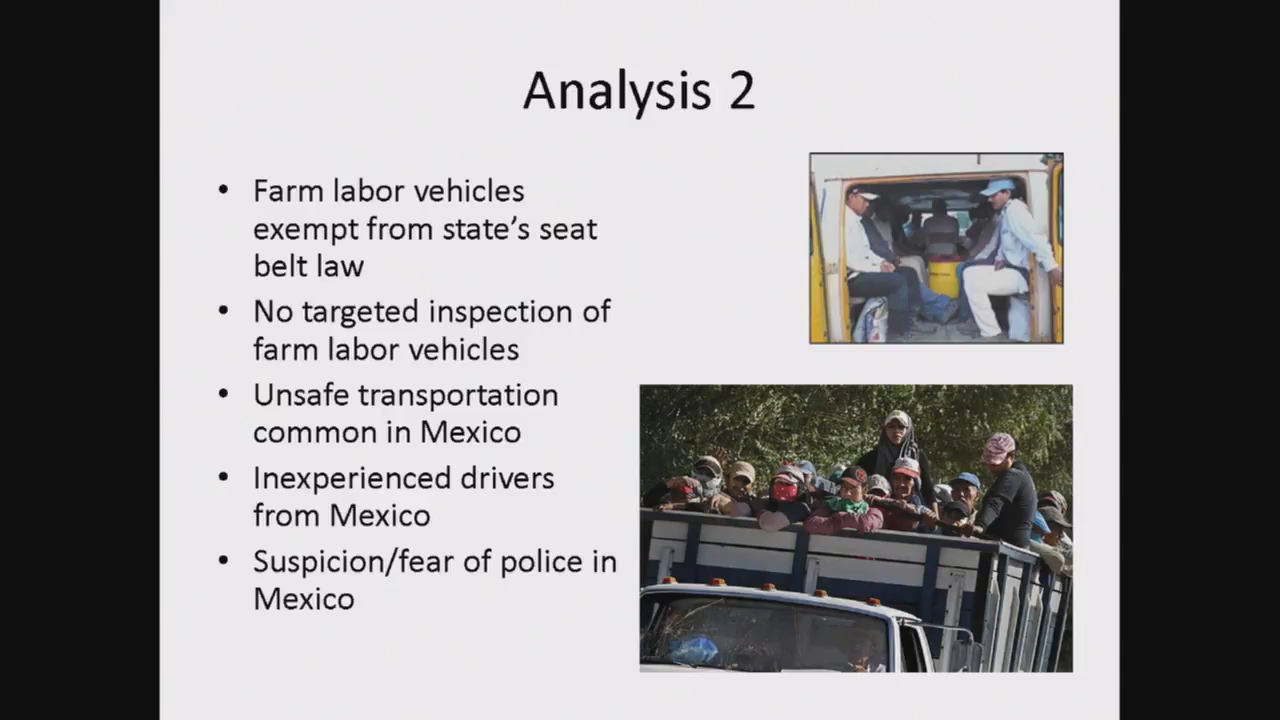 Analysis 2
• Farm labor vehicles
exempt from state's seat
belt law
• No targeted inspection of
farm labor vehicles
• Unsafe transportation
common in Mexico
• Inexperienced drivers
from Mexico
• Suspicion/fear of police in
Mexico